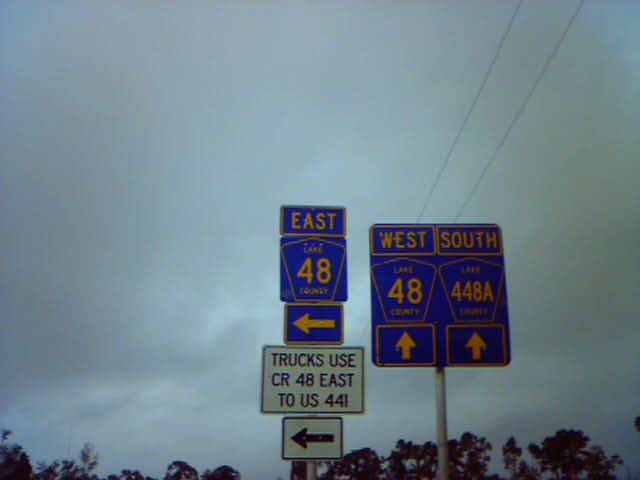 EAST
LAKE
48
COUNTY
TRUCKS USE
CR 48 EAST
TO US 441
WEST
LAKE
48
COUNTY
SOUTH
LAKE
448A
COUNTY